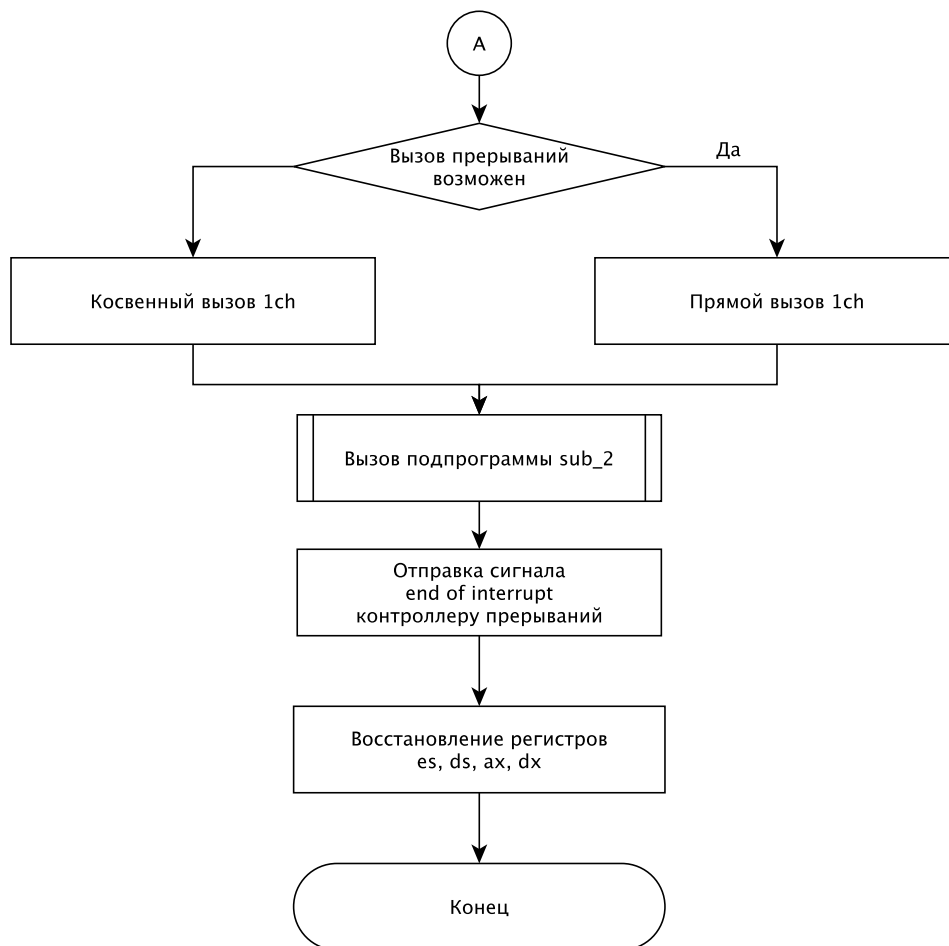 А
Вызов прерываний
возможен
Да
Косвенный вызов 1ch
Прямой вызов 1ch
Вызов подпрограммы sub_2
Отправка сигнала
end of interrupt
контроллеру прерываний
Восстановление регистров
es, ds, ax, dx
Конец